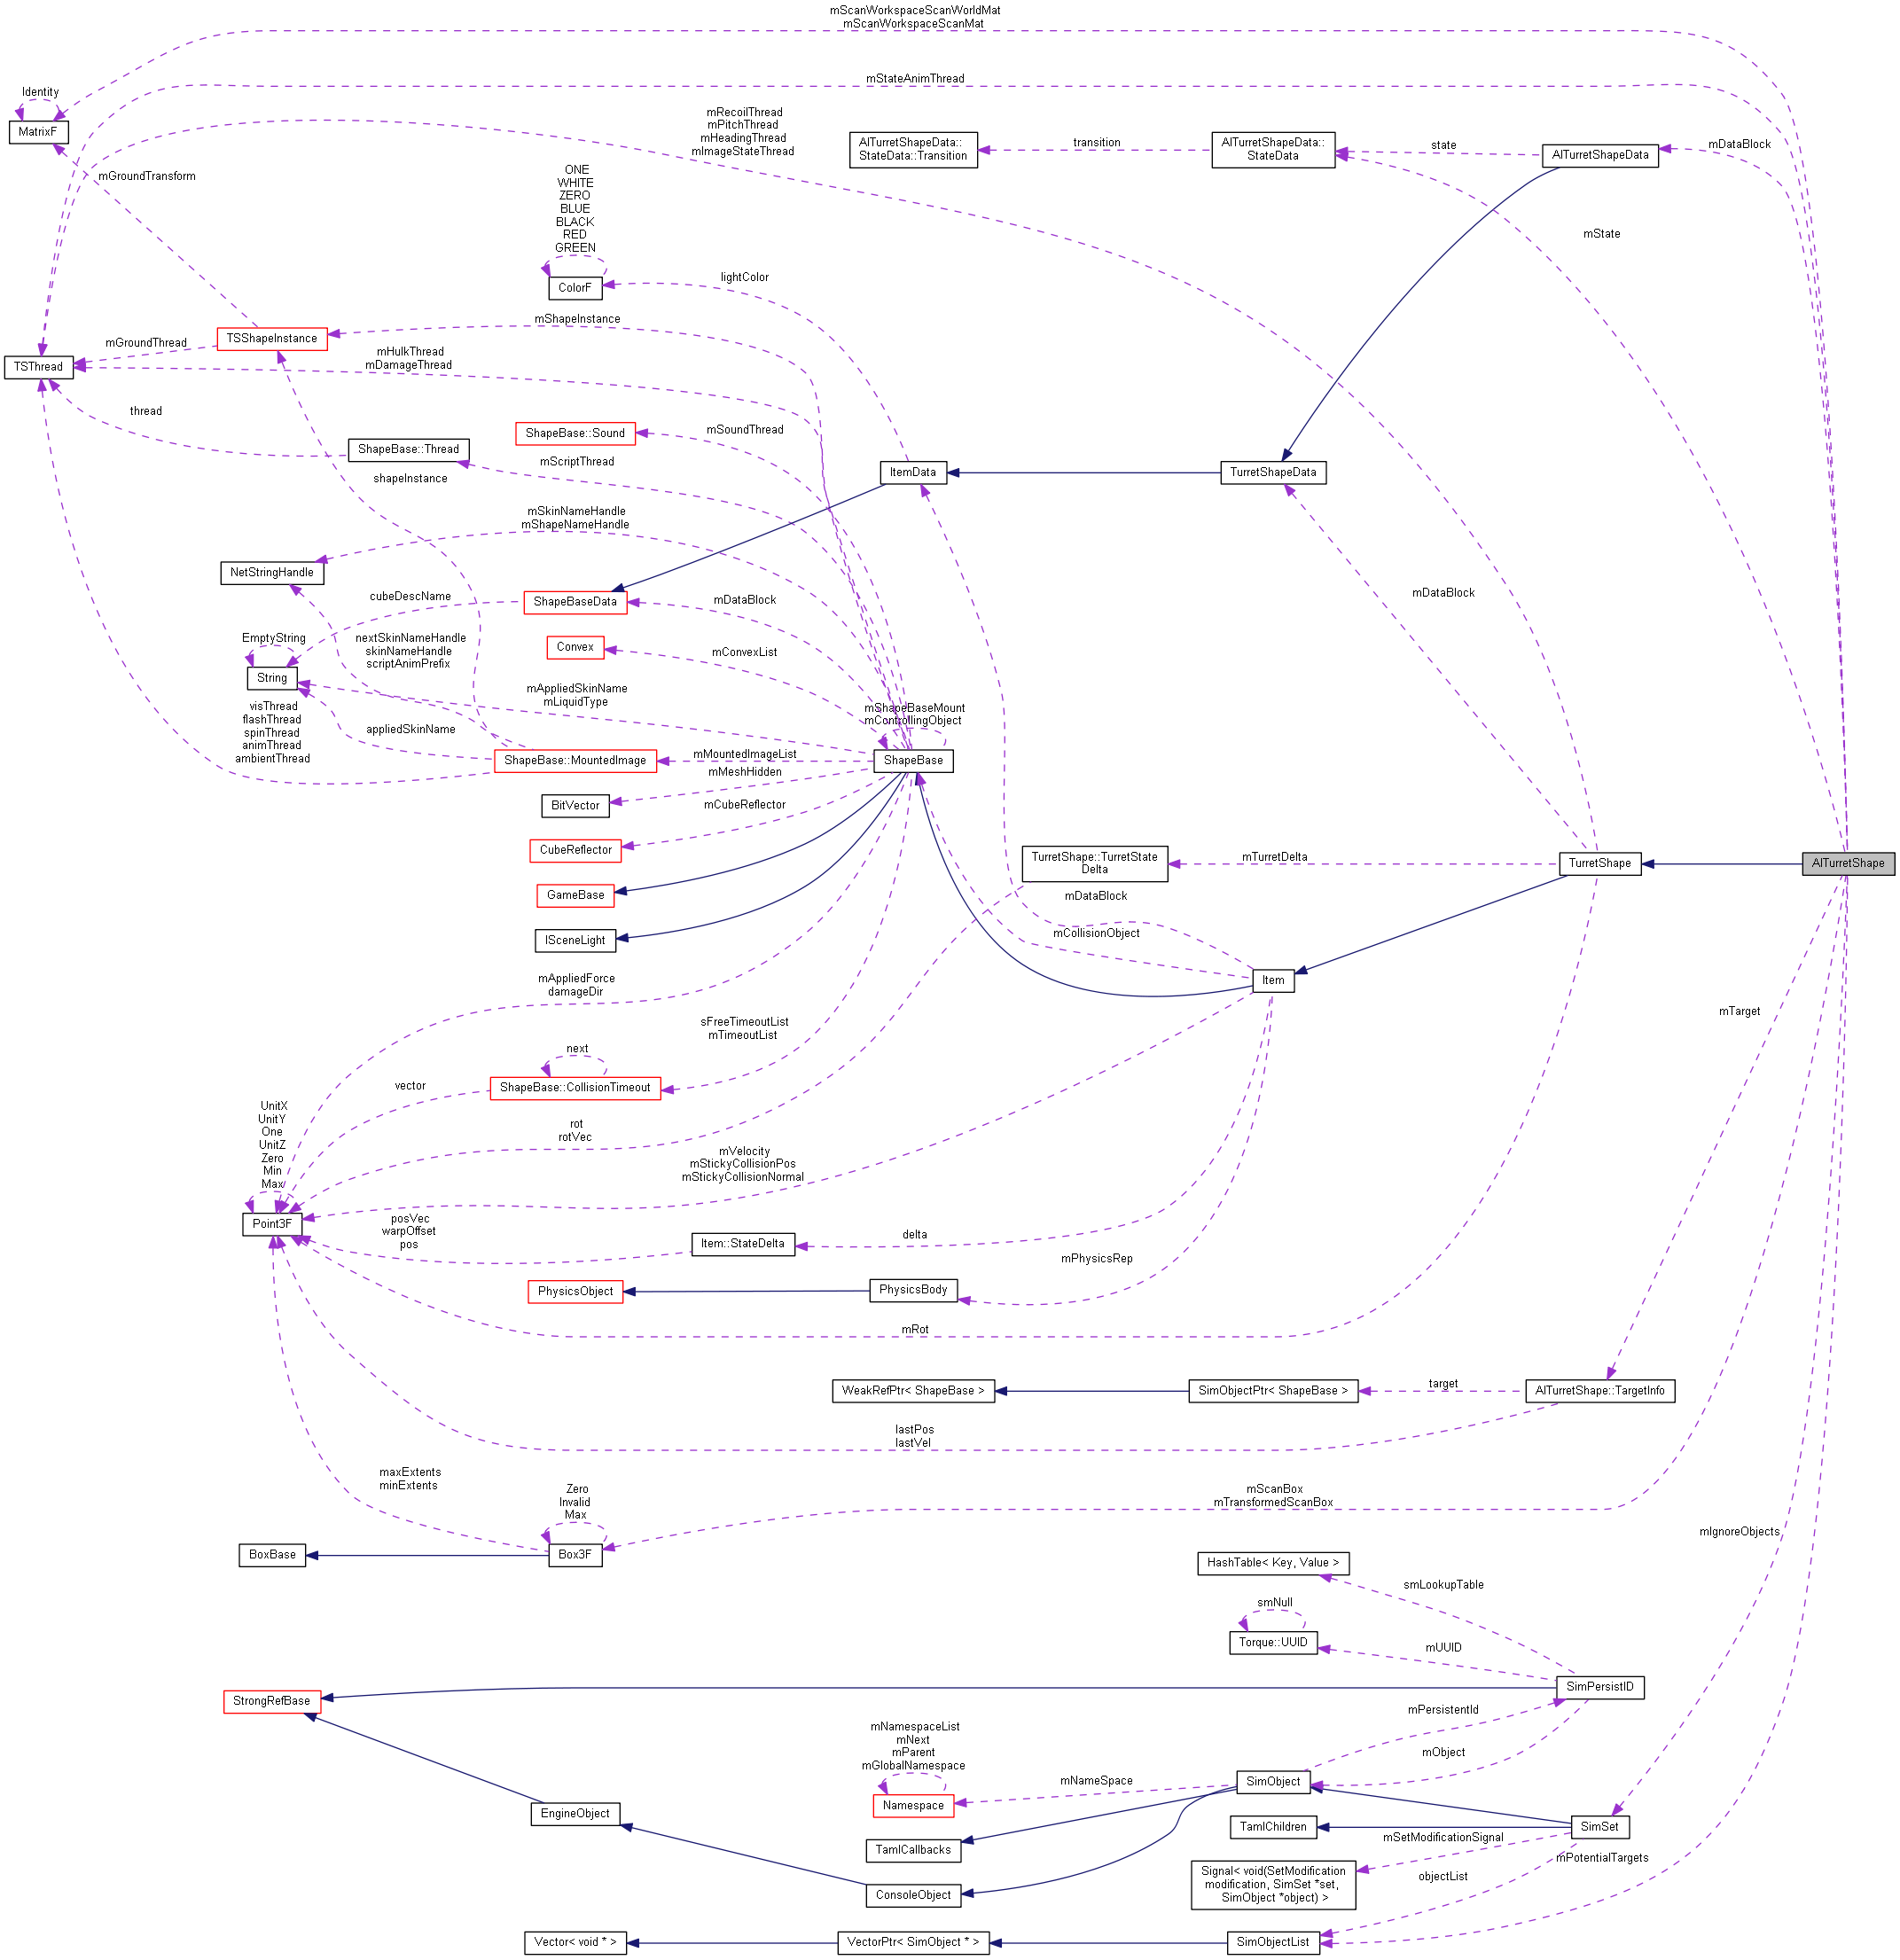 mScanWorkspaceScanWorldMat
mScanWorkspaceScanMat
mStateAnimThread
Identity
MatrixF
mRecoilThread
mPitchThread
mHeadingThread
mImageStateThread
AITurretShapeData::
StateData::Transition
transition
AITurretShapeData::
StateData
state
AITurretShapeData
mDataBlock
mGroundTransform
ONE
WHITE
ZERO
BLUE
BLACK
RED
GREEN
ColorF
lightColor
mState
TSShapeInstance
mShapeInstance
mGroundThread
mHulkThread
mDamageThread
TSThread
thread
ShapeBase::Thread
ShapeBase::Sound
mSoundThread
mScriptThread
shapeInstance
ItemData
TurretShapeData
mSkinNameHandle
mShapeNameHandle
NetStringHandle
cubeDescName
ShapeBaseData
mDataBlock
mDataBlock
EmptyString
String
nextSkinNameHandle
skinNameHandle
scriptAnimPrefix
Convex
mConvexList
mAppliedSkinName
mLiquidType
visThread
flashThread
spinThread
animThread
ambientThread
appliedSkinName
mShapeBaseMount
mControllingObject
ShapeBase::MountedImage
mMountedImageList
ShapeBase
mMeshHidden
BitVector
mCubeReflector
CubeReflector
GameBase
ISceneLight
TurretShape::TurretState
Delta
mTurretDelta
TurretShape
AITurretShape
mDataBlock
mCollisionObject
Item
mAppliedForce
damageDir
sFreeTimeoutList
mTimeoutList
next
ShapeBase::CollisionTimeout
vector
mTarget
UnitX
UnitY
One
UnitZ
Zero
Min
Max
Point3F
rot
rotVec
mVelocity
mStickyCollisionPos
mStickyCollisionNormal
posVec
warpOffset
pos
Item::StateDelta
delta
mPhysicsRep
PhysicsObject
PhysicsBody
mRot
WeakRefPtr< ShapeBase >
SimObjectPtr< ShapeBase >
target
AITurretShape::TargetInfo
lastPos
lastVel
maxExtents
minExtents
Zero
Invalid
Max
mScanBox
mTransformedScanBox
BoxBase
Box3F
mIgnoreObjects
HashTable< Key, Value >
smLookupTable
smNull
Torque::UUID
mUUID
SimPersistID
StrongRefBase
mPersistentId
mNamespaceList
mNext
mParent
mGlobalNamespace
mObject
mNameSpace
SimObject
Namespace
EngineObject
TamlCallbacks
TamlChildren
SimSet
mSetModificationSignal
mPotentialTargets
Signal< void(SetModification
modification, SimSet *set,
SimObject *object) >
objectList
ConsoleObject
Vector< void * >
VectorPtr< SimObject * >
SimObjectList